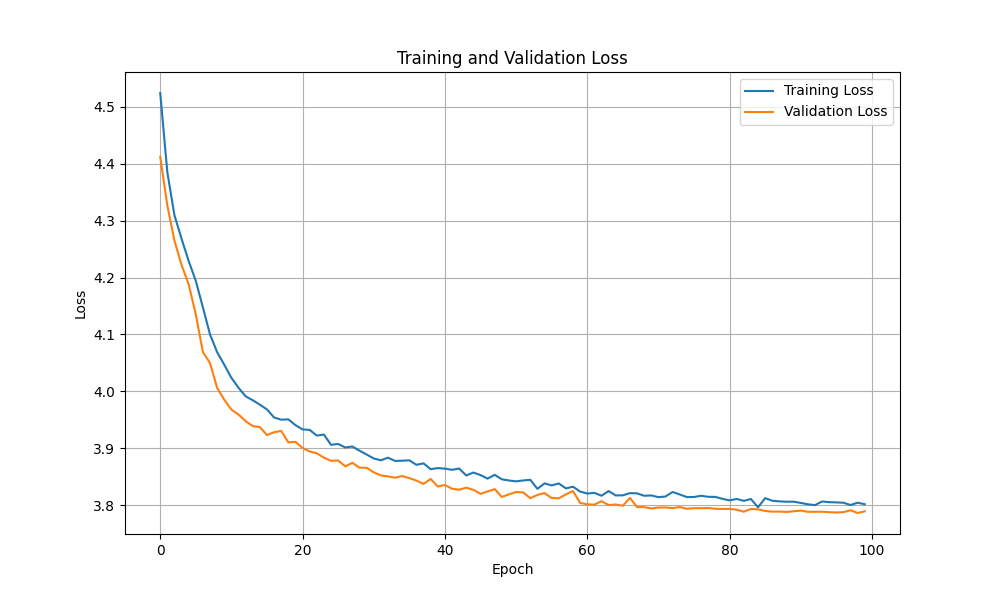 Training and Validation Loss
Training Loss
Validation Loss
4.5
4.4
4.3
4.2
4.1
4.0
3.9
3.8
Loss
0 20 40 60 80 100
Epoch